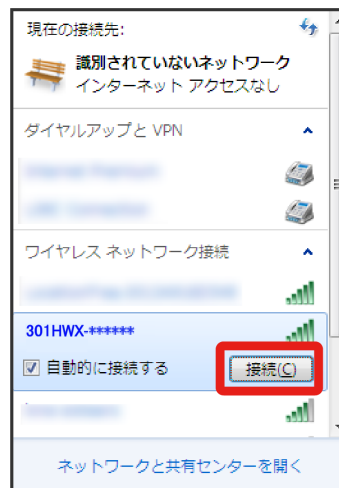 現在の接続先:
識別されていないネットワーク
インターネット アクセスなし
ダイヤルアップと VPN
ワイヤレス ネットワーク接続
301HWX-******
自動的に接続する
接続(C)
ネットワークと共有センターを開く